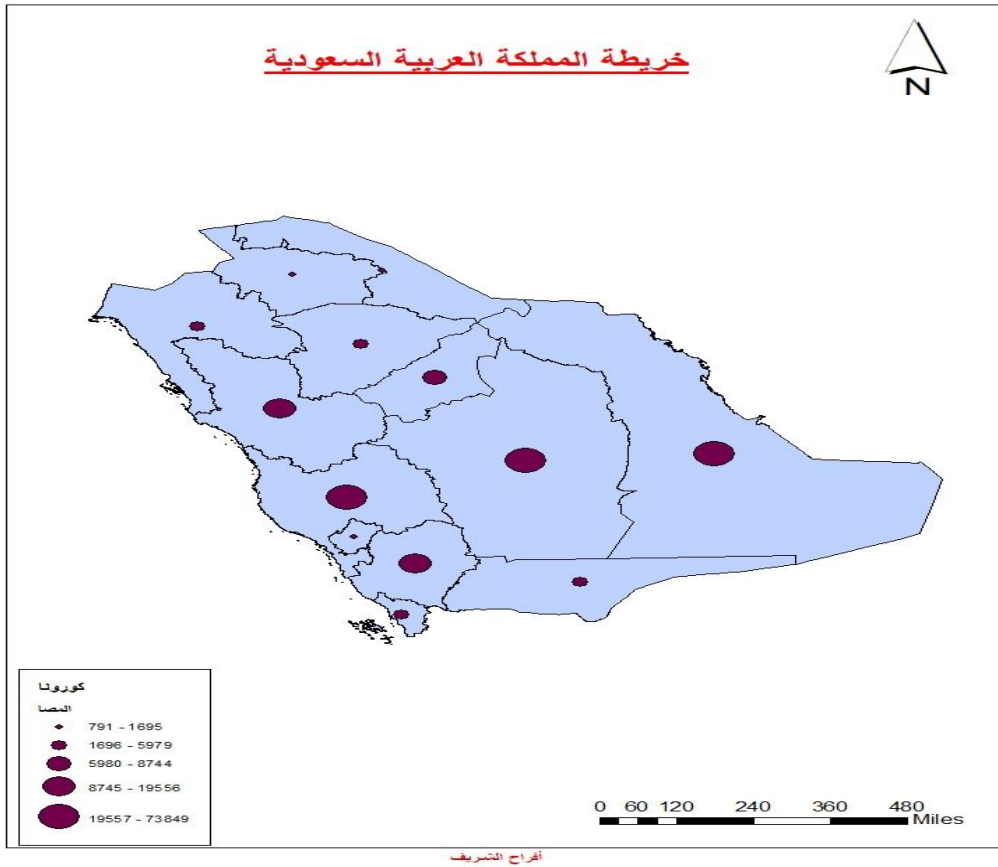 خريطة المملكة العربية السعودية
N
كورونا
المصا
791 - 1695
1696 - 5979
5980 - 8744
8745 - 19556
19557 - 73849
0 60 120 240 360 480
Miles
أفراح الشريف